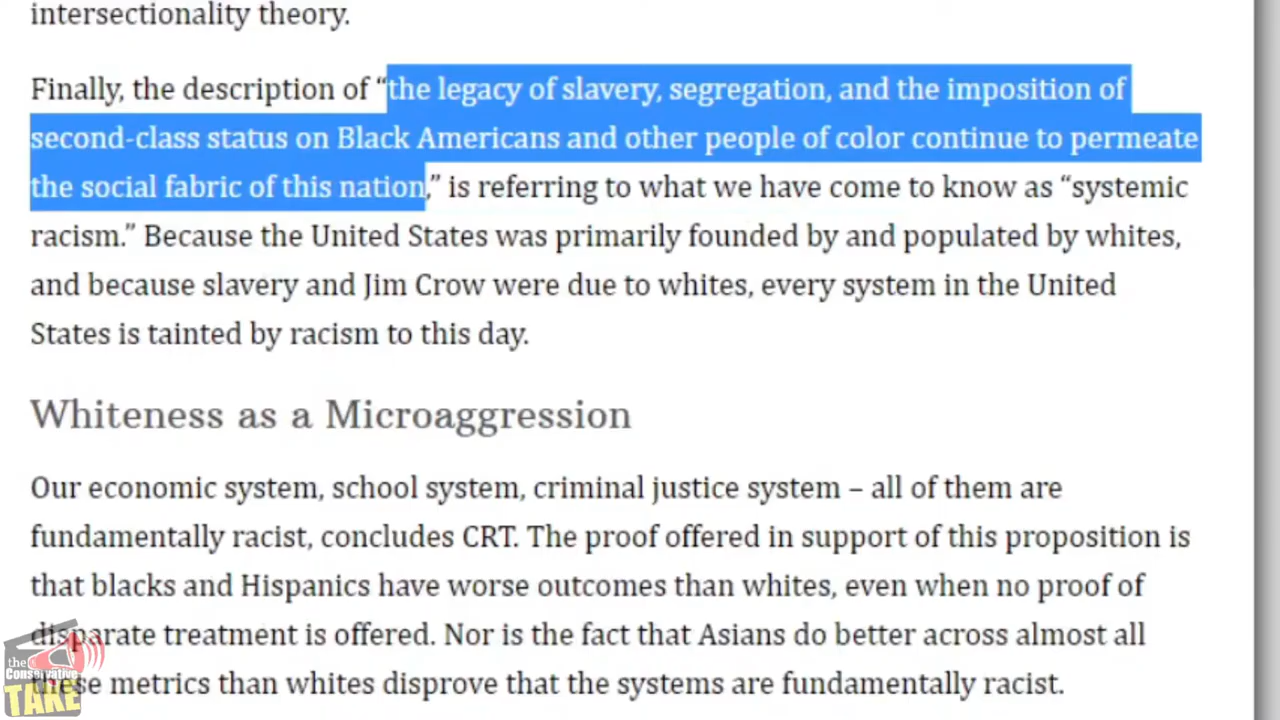 intersectionality theory.
Finally, the description of “the legacy of slavery, segregation, and the imposition of
second-class status on Black Americans and other people of color continue to permeate
the social fabric of this nation,” is referring to what we have come to know as “systemic
racism.” Because the United States was primarily founded by and populated by whites,
and because slavery and Jim Crow were due to whites, every system in the United
States is tainted by racism to this day.
Whiteness as a Microaggression
Our economic system, school system, criminal justice system – all of them are
fundamentally racist, concludes CRT. The proof offered in support of this proposition is
that blacks and Hispanics have worse outcomes than whites, even when no proof of
disparate treatment is offered. Nor is the fact that Asians do better across almost all
these metrics than whites disprove that the systems are fundamentally racist.
the
Conservative
TAKE